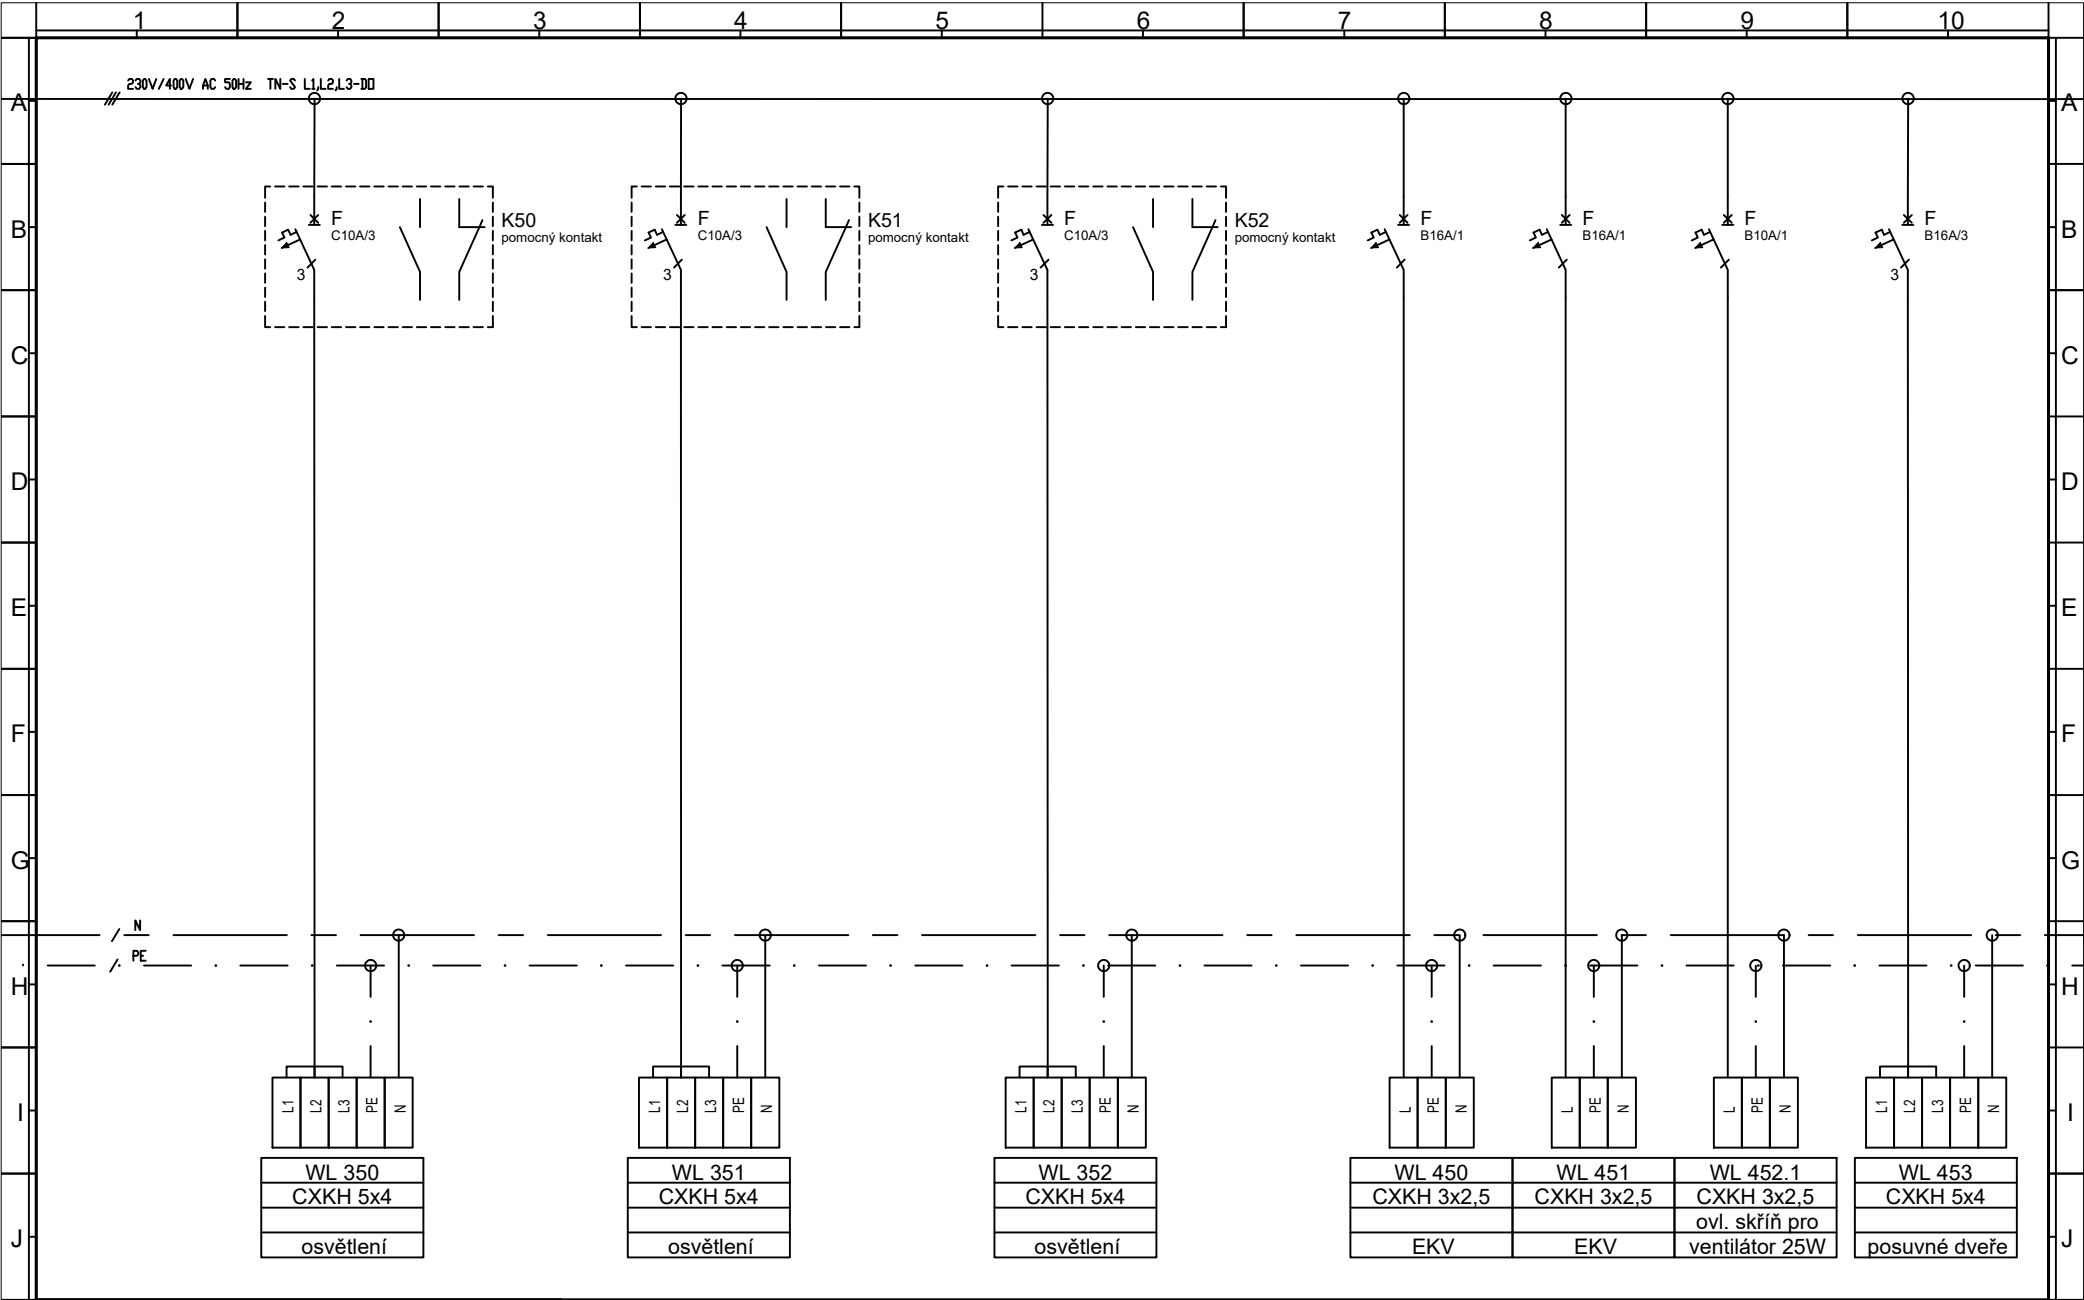 1 2 3 4 5 6 7 8 9 10
230V/400V AC 50Hz TN-S L1,L2,L3-DO
A A
F
C10A/3
3
K50
pomocný kontakt
F
C10A/3
3
K51
pomocný kontakt
F
C10A/3
3
K52
pomocný kontakt
F
B16A/1
F
B16A/1
F
B10A/1
F
B16A/3
3
B B
C C
D D
E E
F F
G G
N
PE
H H
L1 L2 L3 PE N
L1 L2 L3 PE N
L1 L2 L3 PE N
L PE N
L PE N
L PE N
L1 L2 L3 PE N
I I
WL 350
CXKH 5x4
osvětlení
WL 351
CXKH 5x4
osvětlení
WL 352
CXKH 5x4
osvětlení
WL 450
CXKH 3x2,5
EKV
WL 451
CXKH 3x2,5
EKV
WL 452.1
CXKH 3x2,5
ovl. skříň pro
ventilátor 25W
WL 453
CXKH 5x4
posuvné dveře
J J